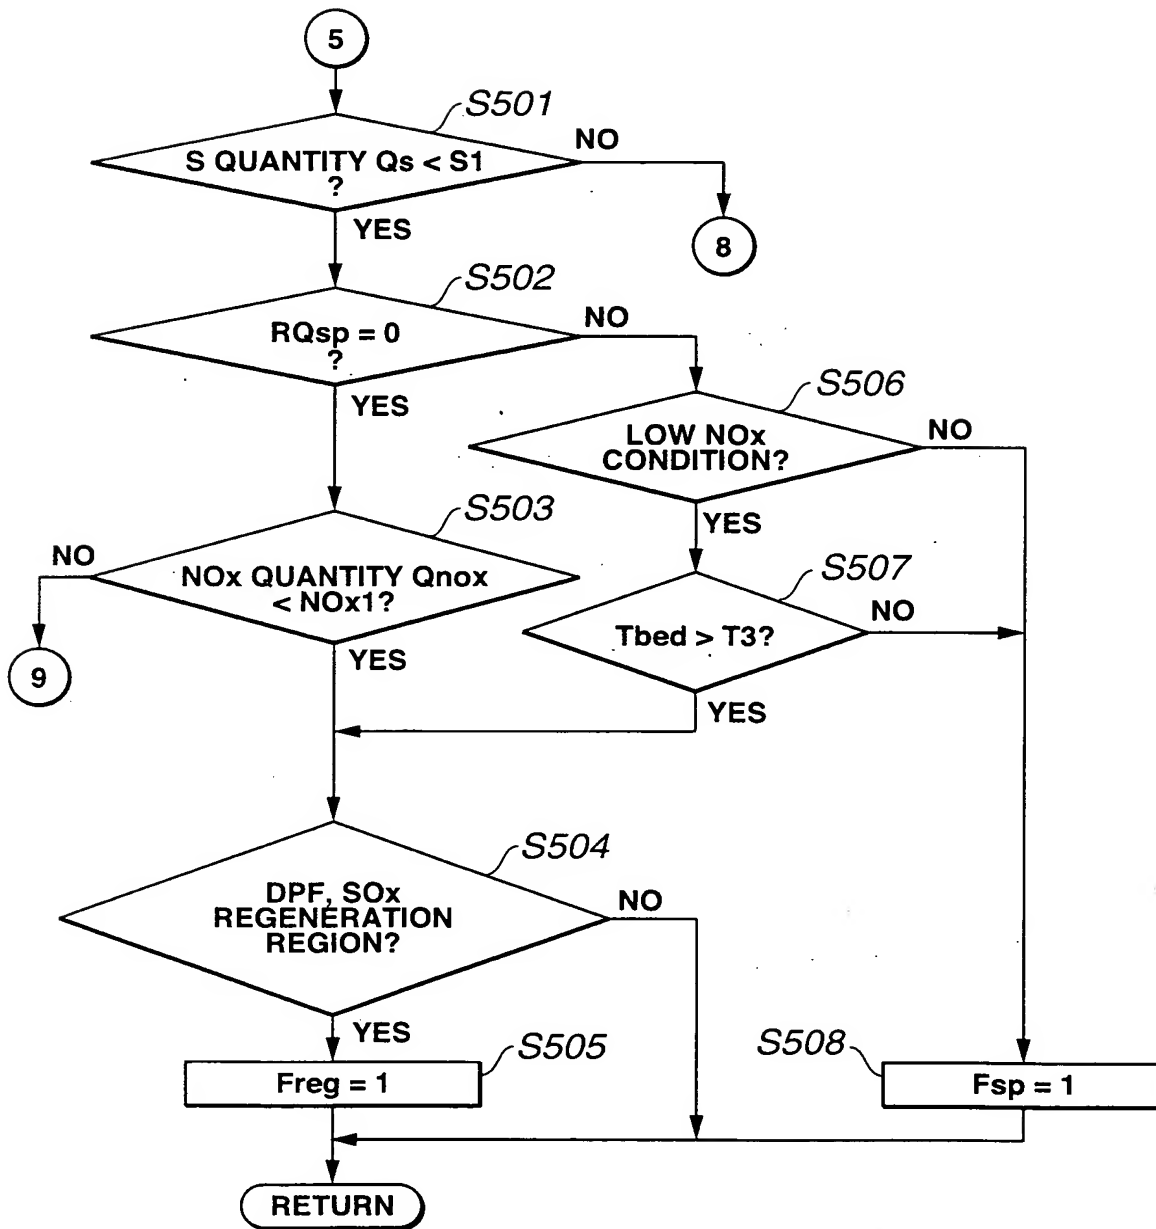 5
S501
S QUANTITY Qs < S1
?
NO
YES
8
S502
RQsp = 0
?
NO
YES
S506
LOW NOx
CONDITION?
NO
YES
S503
NO
NOx QUANTITY Qnox
< NOx1?
YES
9
S507
NO
Tbed > T3?
YES
S504
DPF, SOx
REGENERATION
REGION?
NO
YES
S505
Freg = 1
S508
Fsp = 1
RETURN